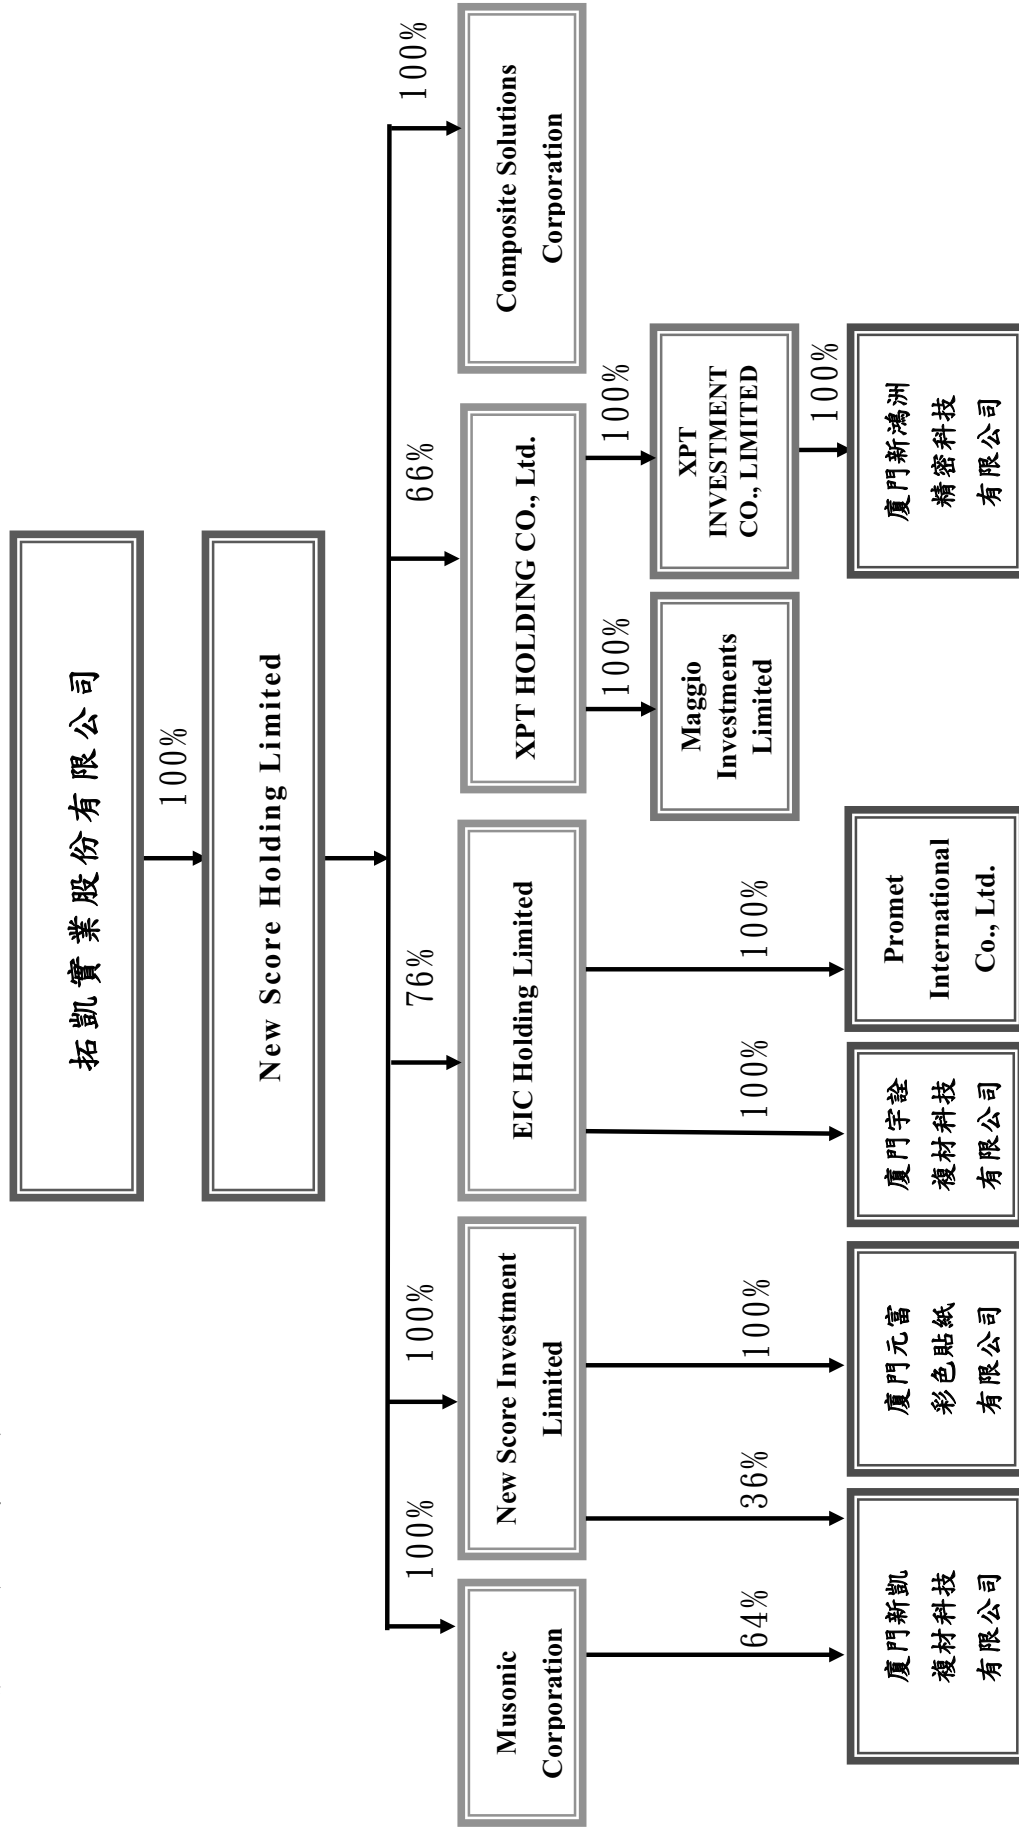 拓凱實業股份有限公司
100%
New Score Holding Limited
100%
100%
76%
66%
100%
Musonic
Corporation
New Score Investment
Limited
EIC Holding Limited
XPT HOLDING CO., Ltd.
Composite Solutions
Corporation
64%
36%
100%
100%
100%
100%
100%
Maggio
Investments
Limited
XPT
INVESTMENT
CO., LIMITED
100%
廈門新凱
複材科技
有限公司
廈門元富
彩色貼紙
有限公司
廈門宇詮
複材科技
有限公司
Promet
International
Co., Ltd.
廈門新鴻洲
精密科技
有限公司